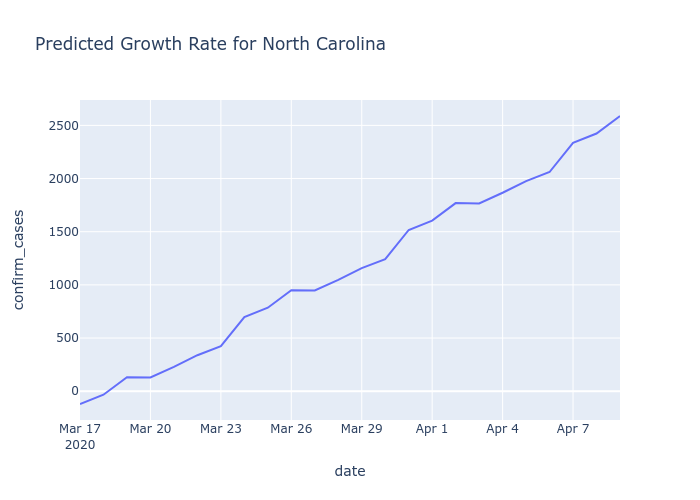 Predicted Growth Rate for North Carolina
2500
2000
1500
1000
500
0
confirm_cases
Mar 17 Mar 20 Mar 23 Mar 26 Mar 29 Apr 1 Apr 4 Apr 7
2020
date